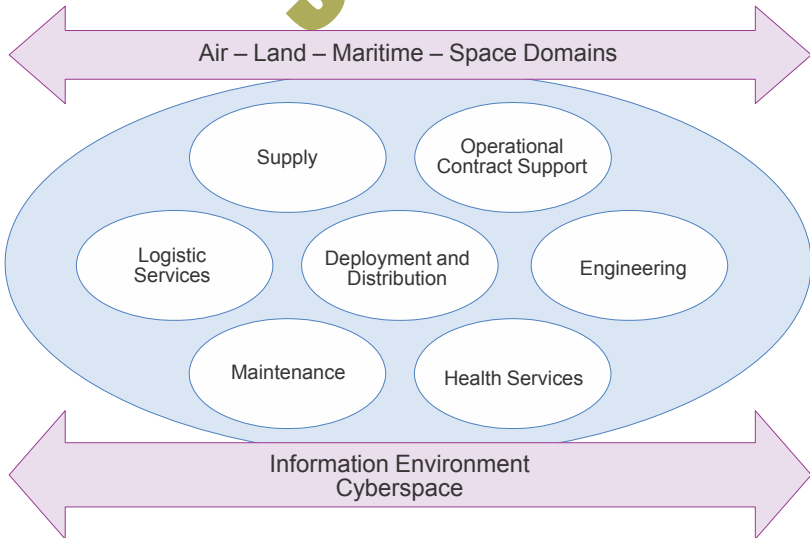 Air – Land – Maritime – Space Domains
Supply
Operational
Contract Support
Logistic
Services
Deployment and
Distribution
Engineering
Maintenance
Health Services
Information Environment
Cyberspace